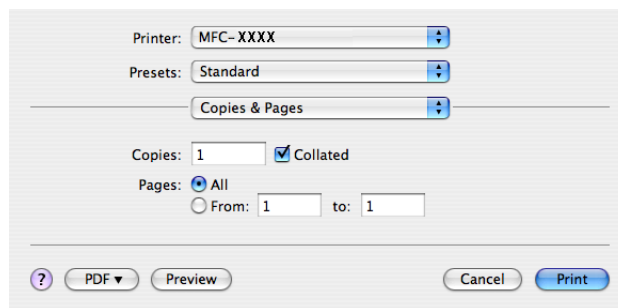 Printer: MFC-XXXX
Presets: Standard
Copies & Pages
Copies: 1 Collated
Pages: All
From: 1 to: 1
? PDF▼ Preview Cancel Print